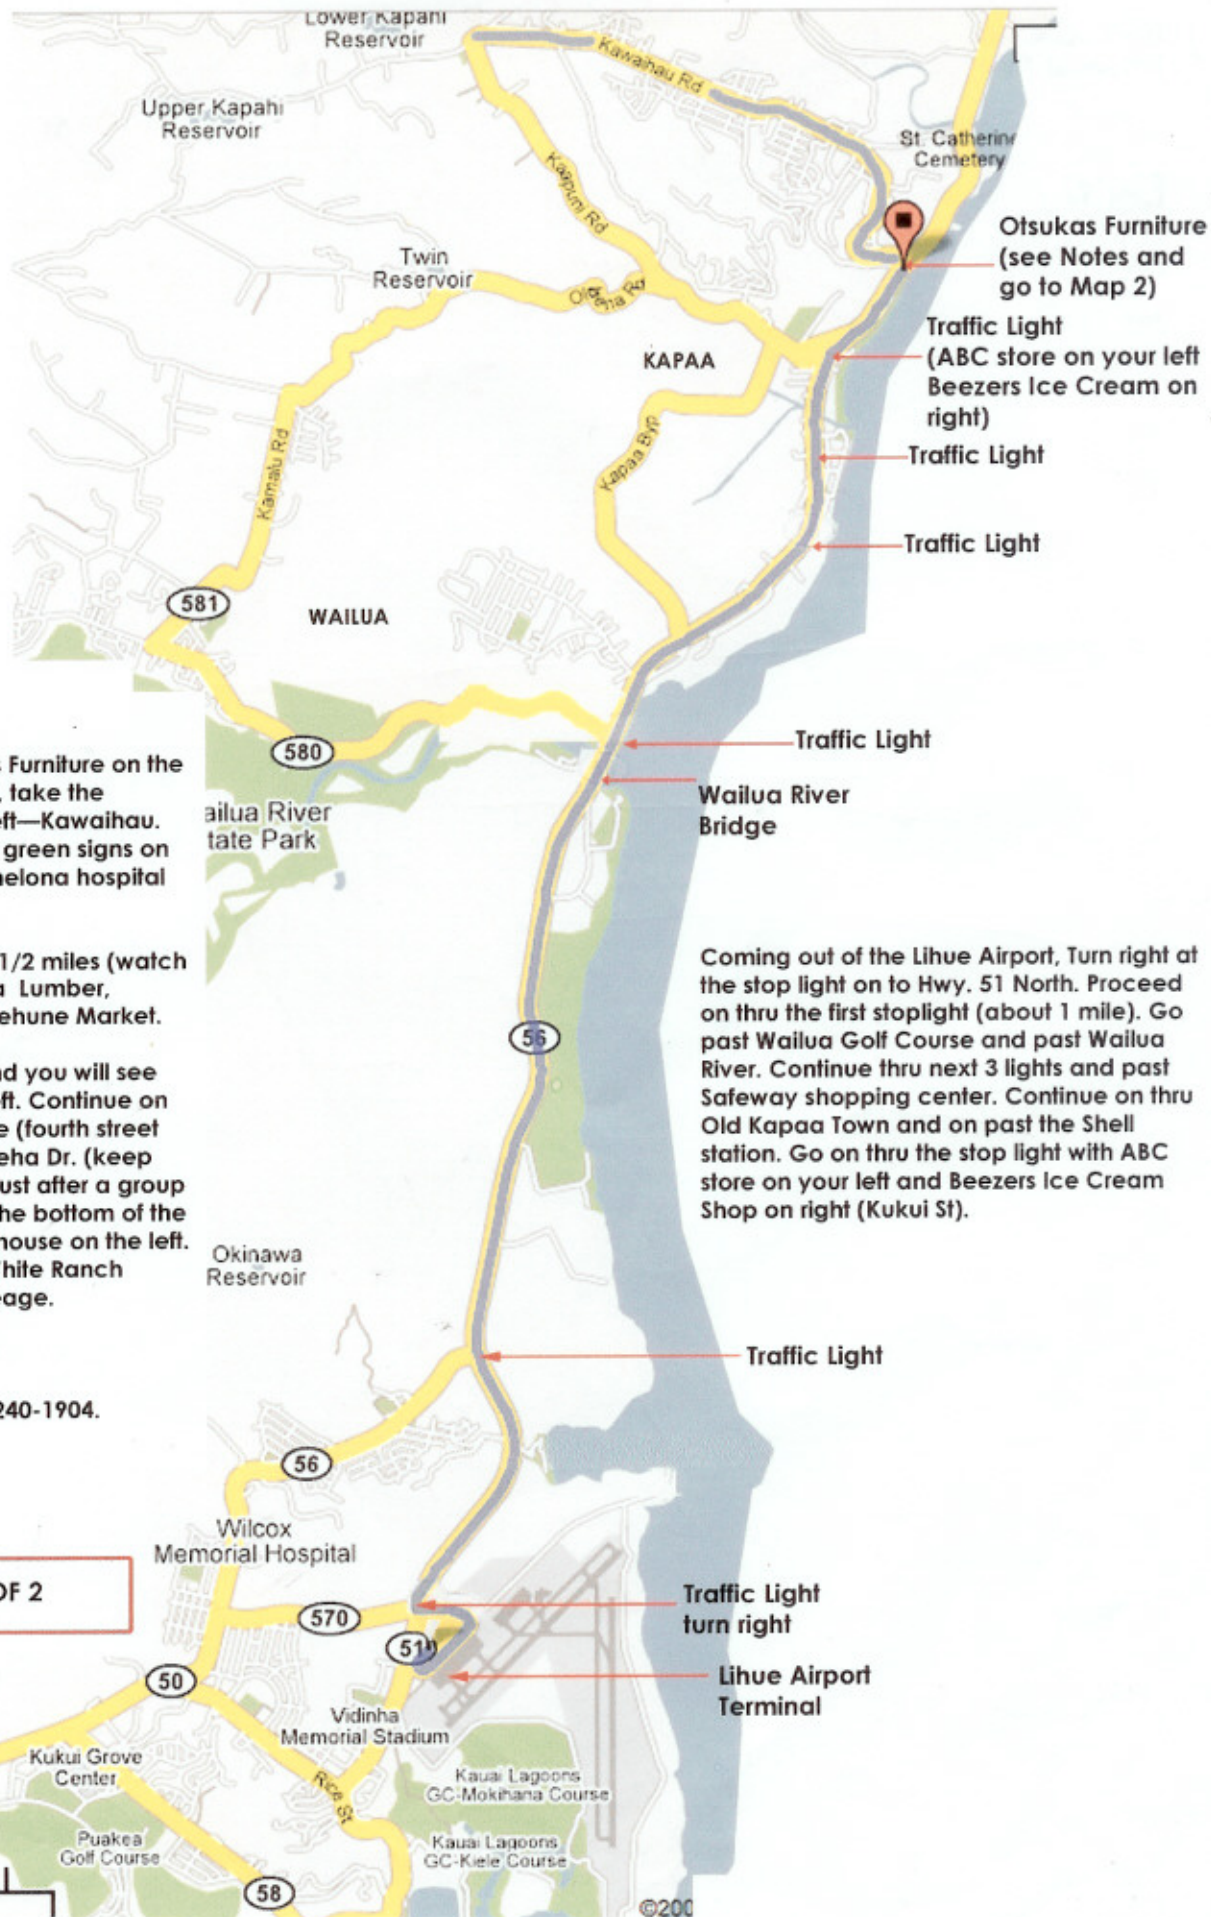 Lower Kapahi
Reservoir
Kawaihau Rd
Upper Kapahi
Reservoir
St. Catherine
Cemetery
Kaapuni Rd
Otsukas Furniture
(see Notes and
go to Map 2)
Twin
Reservoir
Rd
Traffic Light
(ABC store on your left
Beezers Ice Cream on
right)
KAPAA
Kapaa Byp
Kamalu Rd
Traffic Light
Traffic Light
581
WAILUA
Traffic Light
580
Wailua River
Bridge
s Furniture on the
, take the
eft—Kawaihau.
green signs on
helona hospital
ailua River
tate Park
1/2 miles (watch
a Lumber,
ehune Market.
nd you will see
eft. Continue on
e (fourth street
eha Dr. (keep
ust after a group
he bottom of the
house on the left.
hite Ranch
eage.
240-1904.
Coming out of the Lihue Airport, Turn right at
the stop light on to Hwy. 51 North. Proceed
on thru the first stoplight (about 1 mile). Go
past Wailua Golf Course and past Wailua
River. Continue thru next 3 lights and past
Safeway shopping center. Continue on thru
Old Kapaa Town and on past the Shell
station. Go on thru the stop light with ABC
store on your left and Beezers Ice Cream
Shop on right (Kukui St).
56
Okinawa
Reservoir
Traffic Light
56
Wilcox
Memorial Hospital
OF 2
Traffic Light
turn right
570
51
Lihue Airport
Terminal
50
Vidinha
Memorial Stadium
Kukui Grove
Center
Rice St
Kauai Lagoons
GC-Mokihana Course
Puakea
Golf Course
Kauai Lagoons
GC-Kiele Course
58
©200